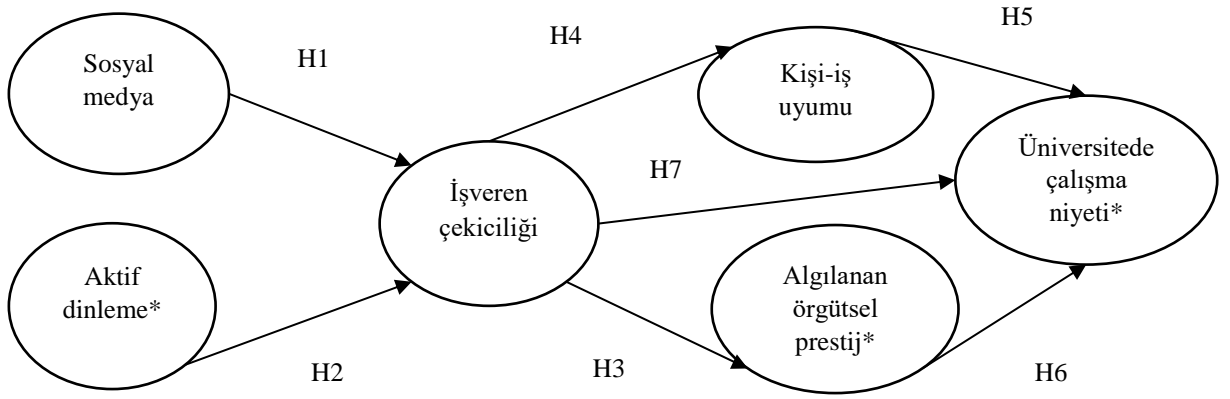 Sosyal
medya
H1
H4
Kişi-iş
uyumu
H5
Üniversitede
çalışma
niyeti*
H7
İşveren
çekiciliği
Aktif
dinleme*
H2
H3
Algılanan
örgütsel
prestij*
H6